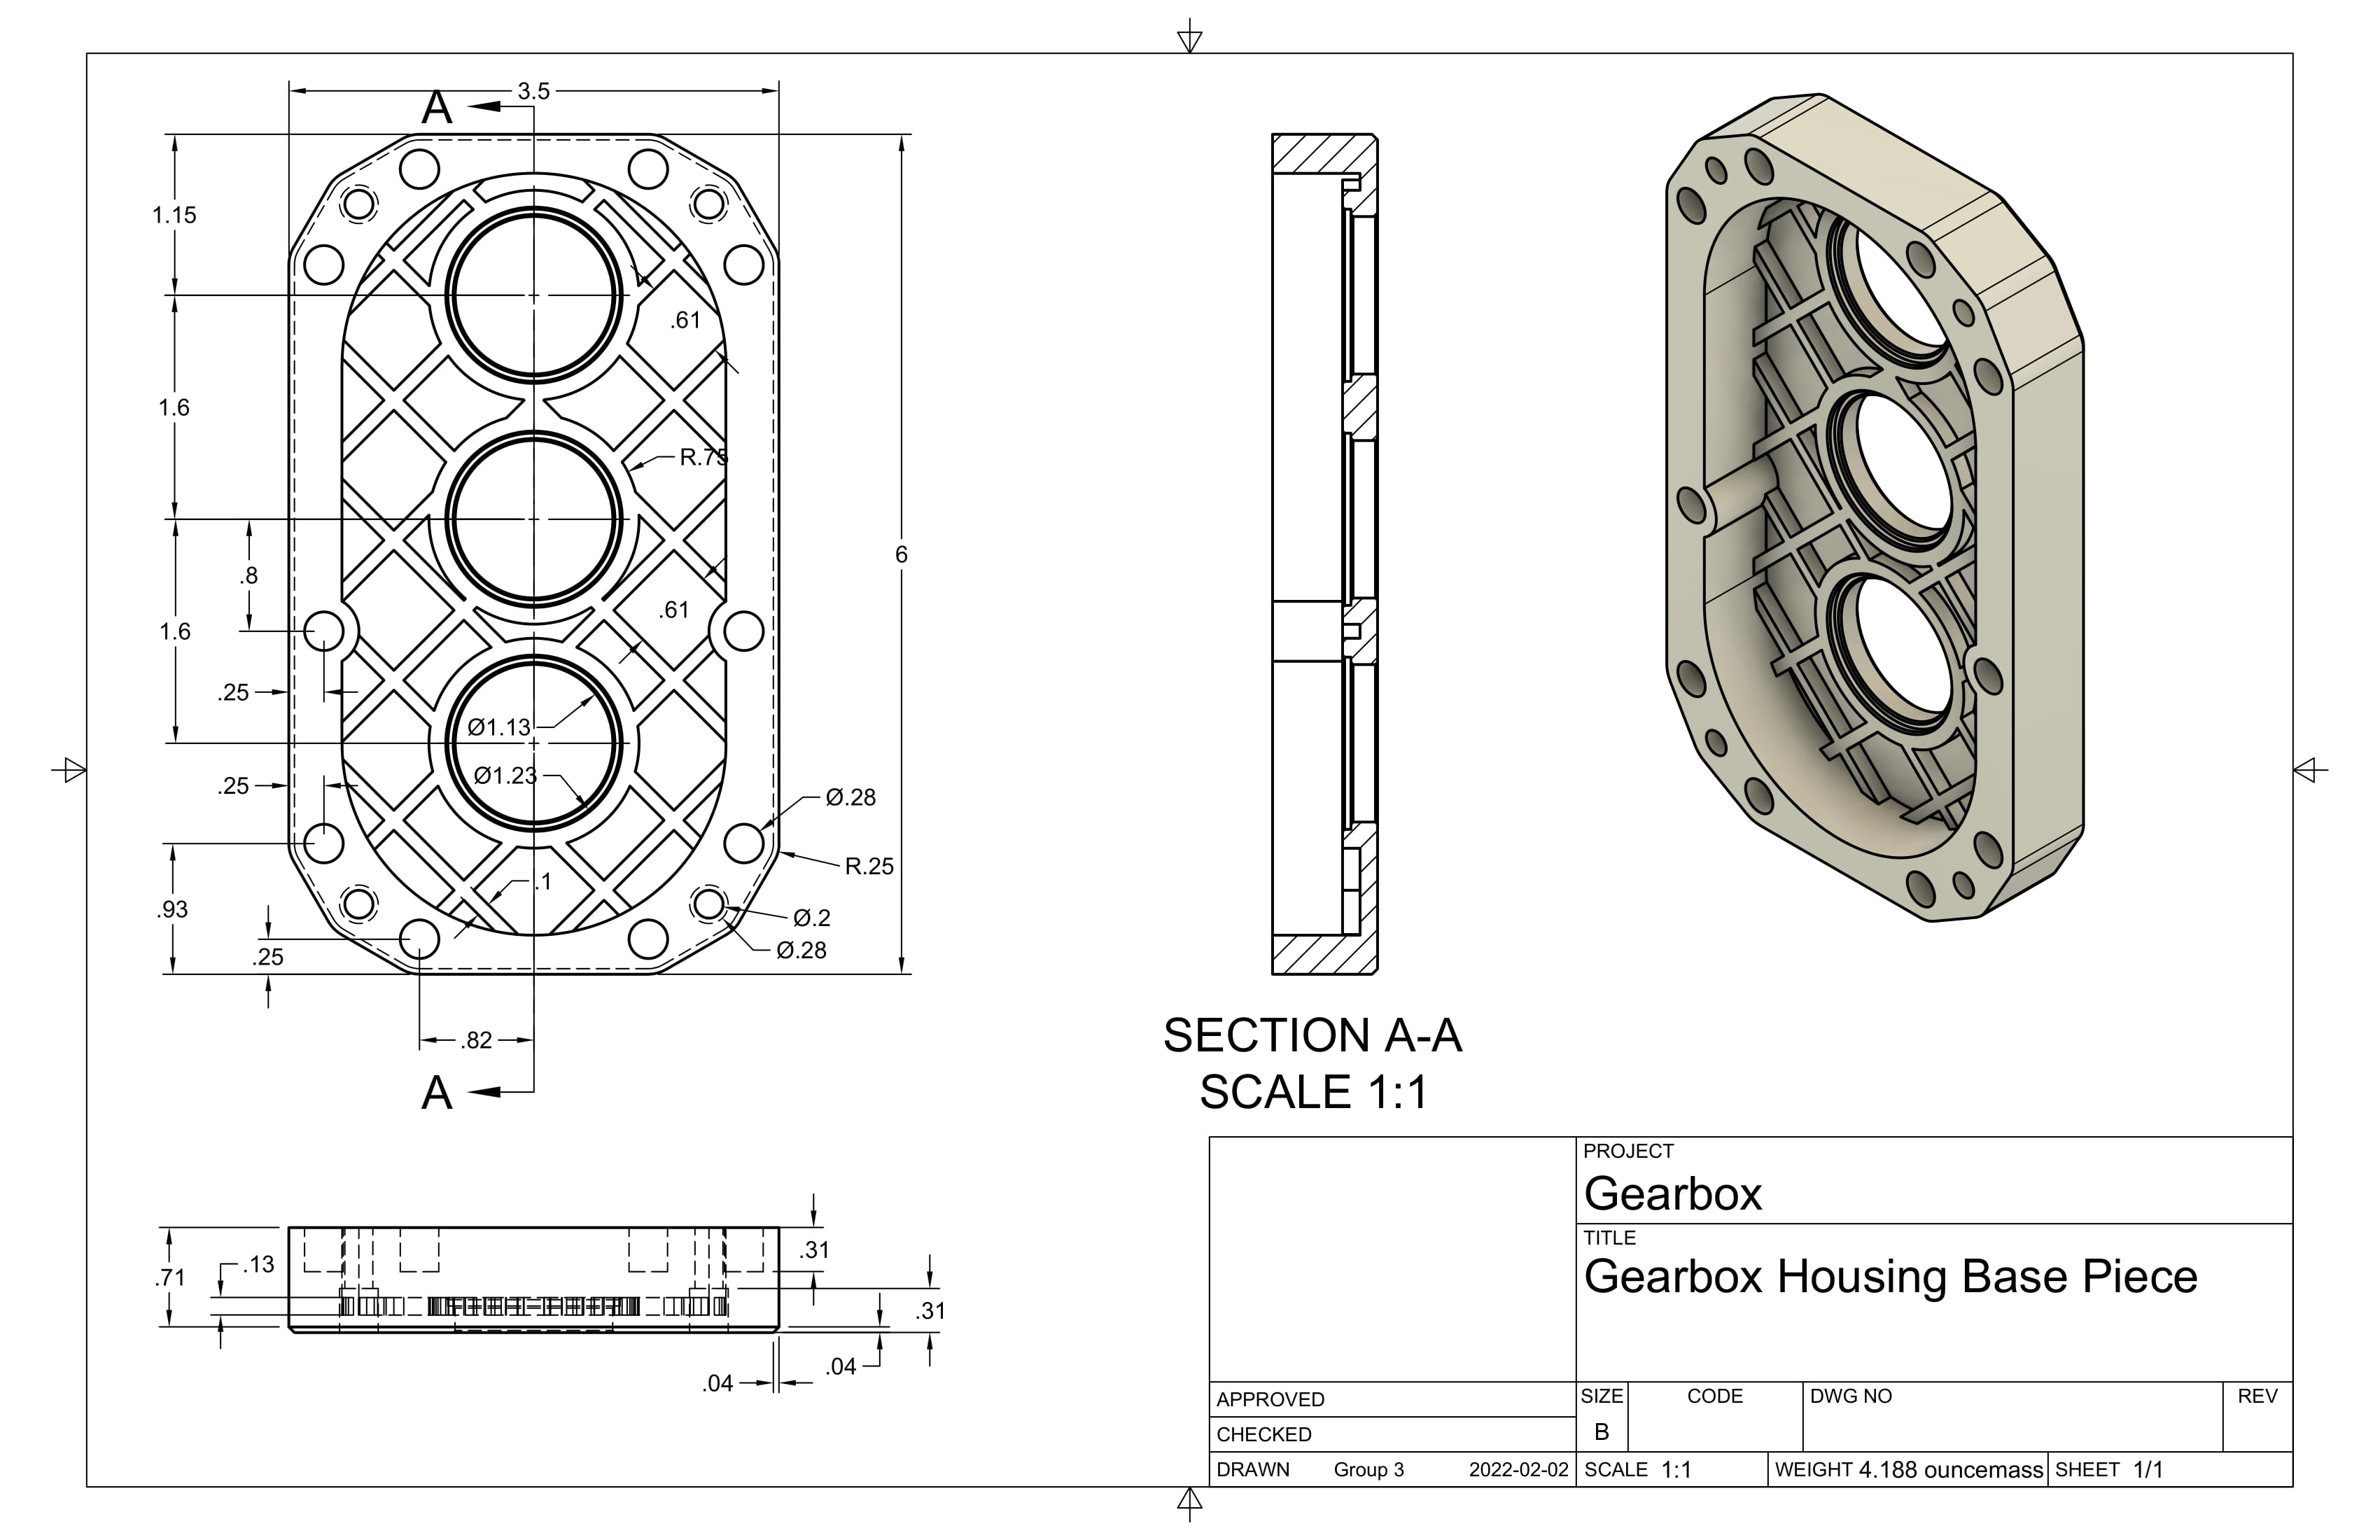 3.5
A
1.15
.61
1.6
R.75
6
.8
.61
1.6
.25
Ø1.13
Ø1.23
.25
Ø.28
R.25
.1
.93
Ø.2
.25
Ø.28
.82
A
SECTION A-A
SCALE 1:1
.13
.31
.71
.31
.04
.04
PROJECT
Gearbox
TITLE
Gearbox Housing Base Piece
APPROVED
CHECKED
DRAWN Group 3 2022-02-02
SIZE CODE DWG NO REV
B
SCALE 1:1 WEIGHT 4.188 ouncemass SHEET 1/1